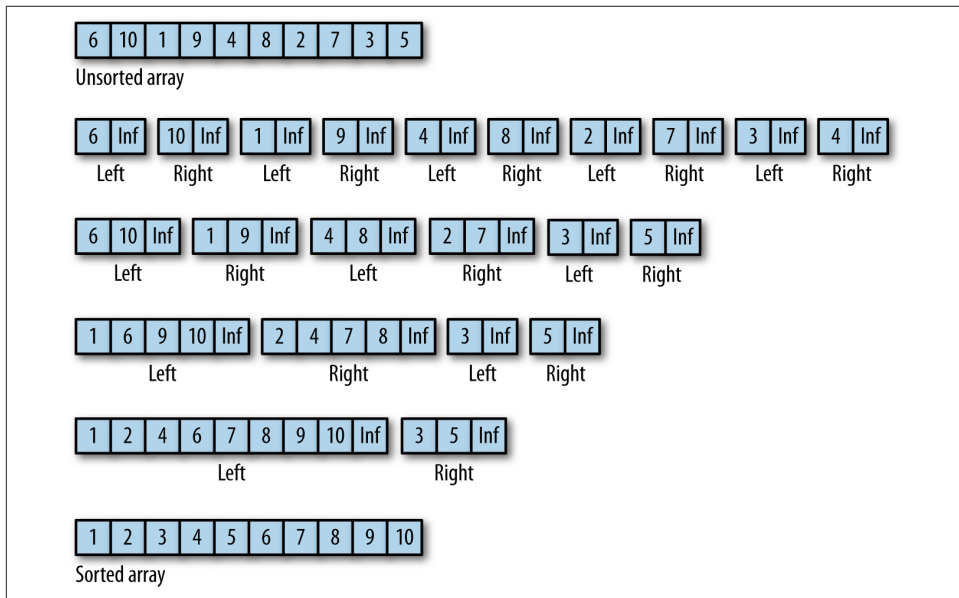 6 10 1 9 4 8 2 7 3 5
Unsorted array
6 Inf 10 Inf 1 Inf 9 Inf 4 Inf 8 Inf 2 Inf 7 Inf 3 Inf 4 Inf
Left Right Left Right Left Right Left Right Left Right
6 10 Inf 1 9 Inf 4 8 Inf 2 7 Inf 3 Inf 5 Inf
Left Right Left Right Left Right
1 6 9 10 Inf 2 4 7 8 Inf 3 Inf 5 Inf
Left Right Left Right
1 2 4 6 7 8 9 10 Inf 3 5 Inf
Left Right
1 2 3 4 5 6 7 8 9 10
Sorted array